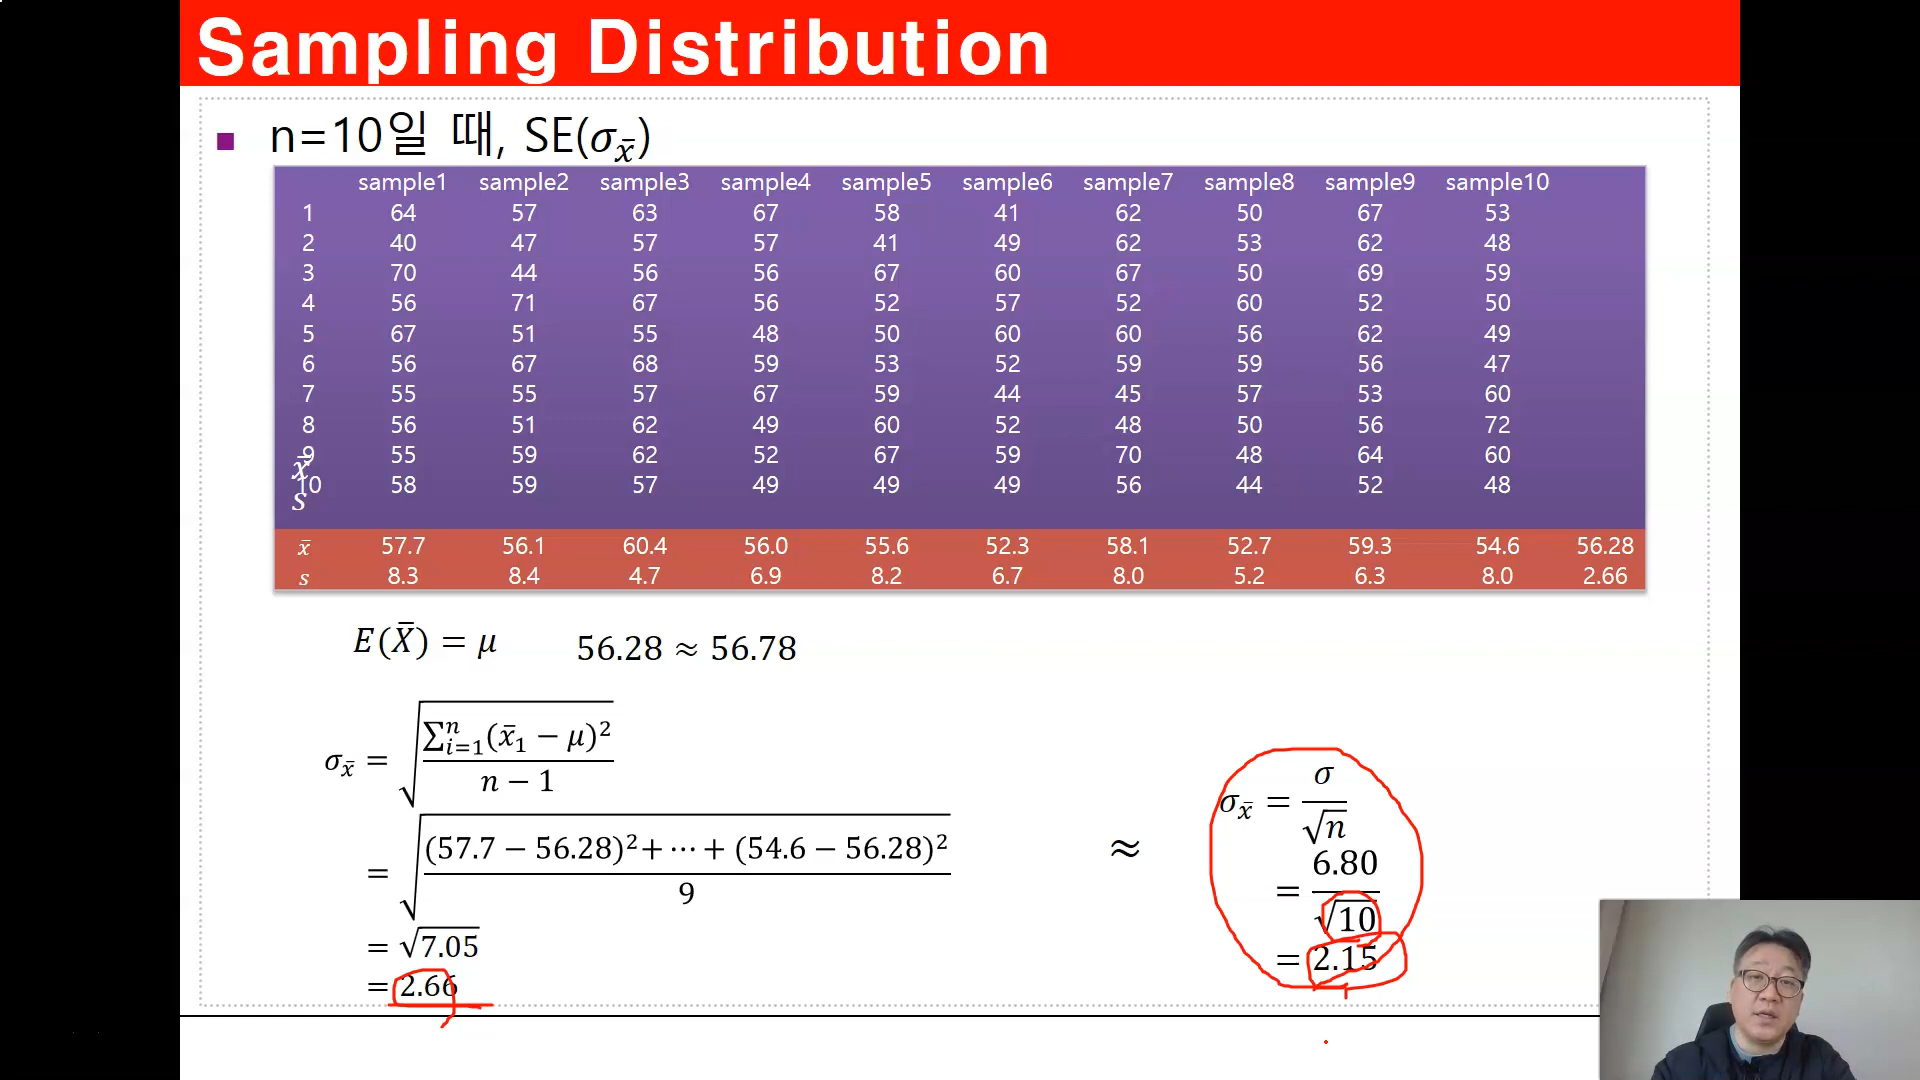 Sampling Distribution
■ n=10일 때, SE(σ_x̄)
sample1 sample2 sample3 sample4 sample5 sample6 sample7 sample8 sample9 sample10
1 64 57 63 67 58 41 62 50 67 53
2 40 47 57 57 41 49 62 53 62 48
3 70 44 56 56 67 60 67 50 69 59
4 56 71 67 56 52 57 52 60 52 50
5 67 51 55 48 50 60 60 56 62 49
6 56 67 68 59 53 52 59 59 56 47
7 55 55 57 67 59 44 45 57 53 60
8 56 51 62 49 60 52 48 50 56 72
9 55 59 62 52 67 59 70 48 64 60
x̄
10 58 59 57 49 49 49 56 44 52 48
s
x̄ 57.7 56.1 60.4 56.0 55.6 52.3 58.1 52.7 59.3 54.6 56.28
s 8.3 8.4 4.7 6.9 8.2 6.7 8.0 5.2 6.3 8.0 2.66
E(X̄) = μ 56.28 ≈ 56.78
σ_x̄ = √(∑ⁿᵢ₌₁(x̄₁ − μ)² / (n − 1))
= √(((57.7 − 56.28)²+ ⋯ + (54.6 − 56.28)²) / 9)
= √7.05
= 2.66
≈
σ_x̄ = σ / √n
= 6.80 / √10
= 2.15